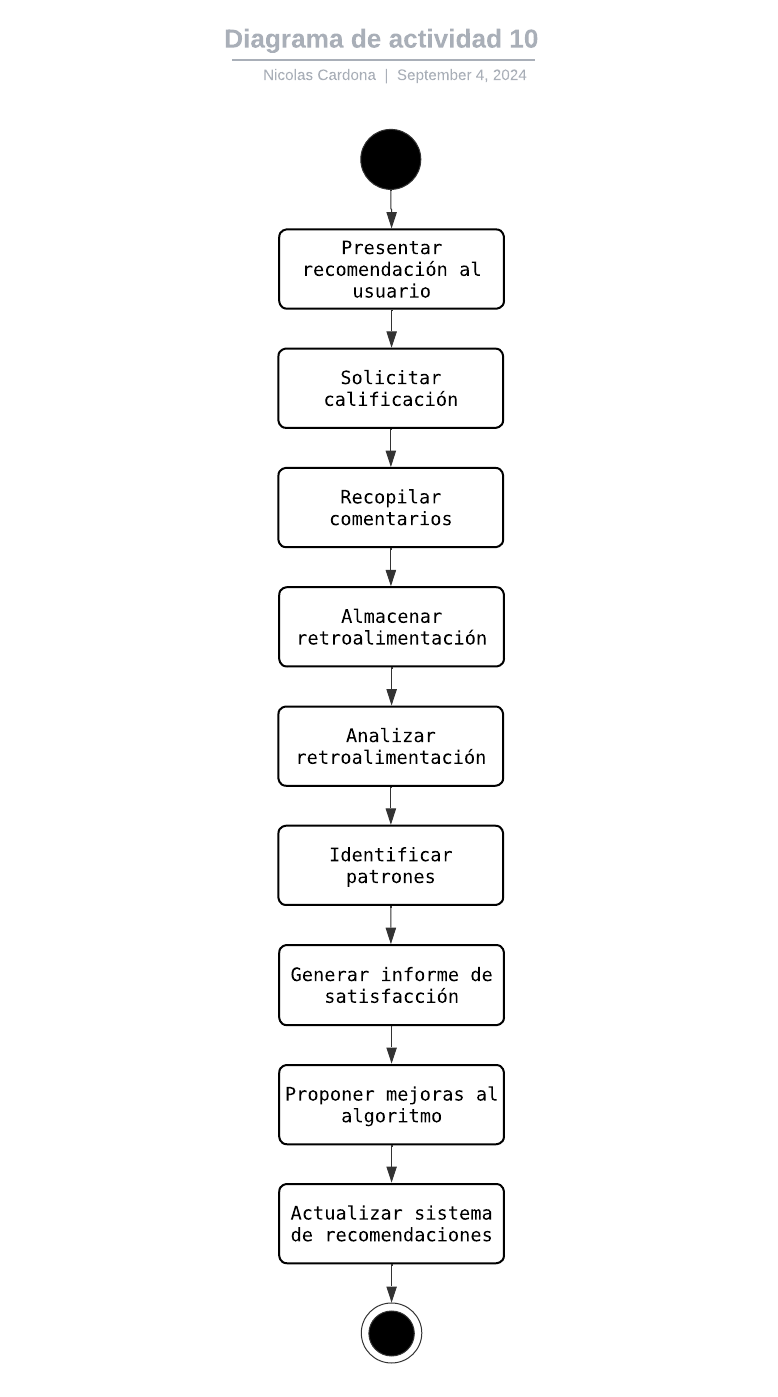 Diagrama de actividad 10
Nicolas Cardona | September 4, 2024
Presentar
recomendación al
usuario
Solicitar
calificación
Recopilar
comentarios
Almacenar
retroalimentación
Analizar
retroalimentación
Identificar
patrones
Generar informe de
satisfacción
Proponer mejoras al
algoritmo
Actualizar sistema
de recomendaciones